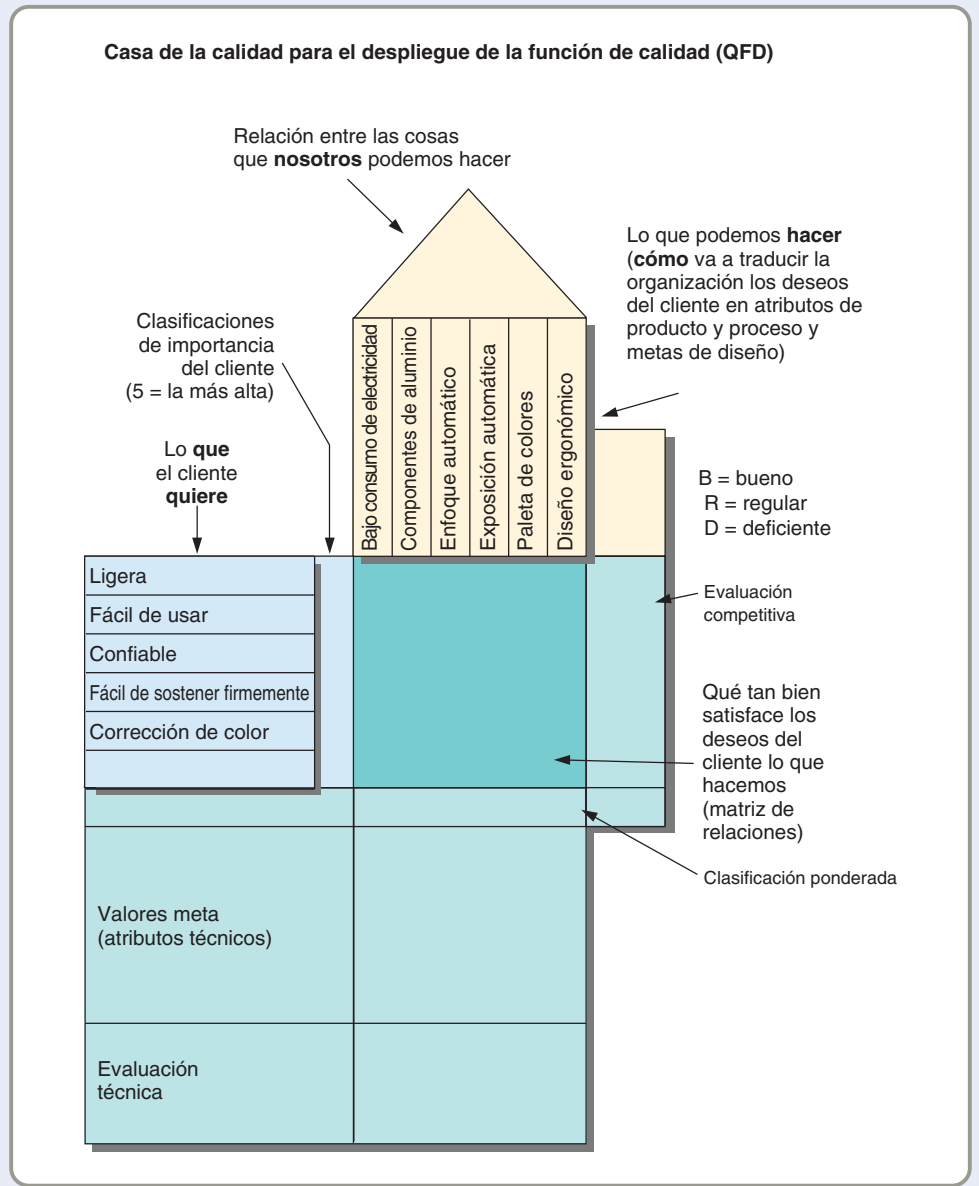 Casa de la calidad para el despliegue de la función de calidad (QFD)
Relación entre las cosas
que nosotros podemos hacer
Lo que podemos hacer
(cómo va a traducir la
organización los deseos
del cliente en atributos de
producto y proceso y
metas de diseño)
Clasificaciones
de importancia
del cliente
(5 = la más alta)
Lo que
el cliente
quiere
Bajo consumo de electricidad
Componentes de aluminio
Enfoque automático
Exposición automática
Paleta de colores
Diseño ergonómico
B = bueno
R = regular
D = deficiente
Ligera
Fácil de usar
Confiable
Fácil de sostener firmemente
Corrección de color
Evaluación
competitiva
Qué tan bien
satisface los
deseos del
cliente lo que
hacemos
(matriz de
relaciones)
Clasificación ponderada
Valores meta
(atributos técnicos)
Evaluación
técnica